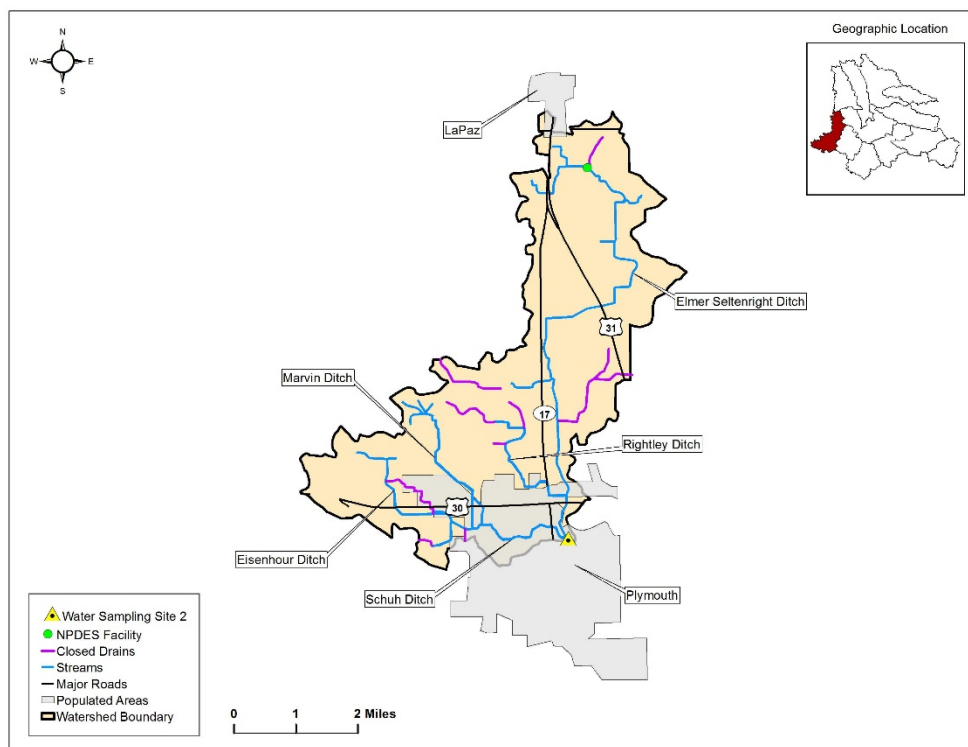 N
W E
S
Geographic Location
LaPaz
Elmer Seltenright Ditch
31
Marvin Ditch
17
Rightley Ditch
30
Eisenhour Ditch
Schuh Ditch
Plymouth
Water Sampling Site 2
NPDES Facility
Closed Drains
Streams
Major Roads
Populated Areas
Watershed Boundary
0 1 2 Miles